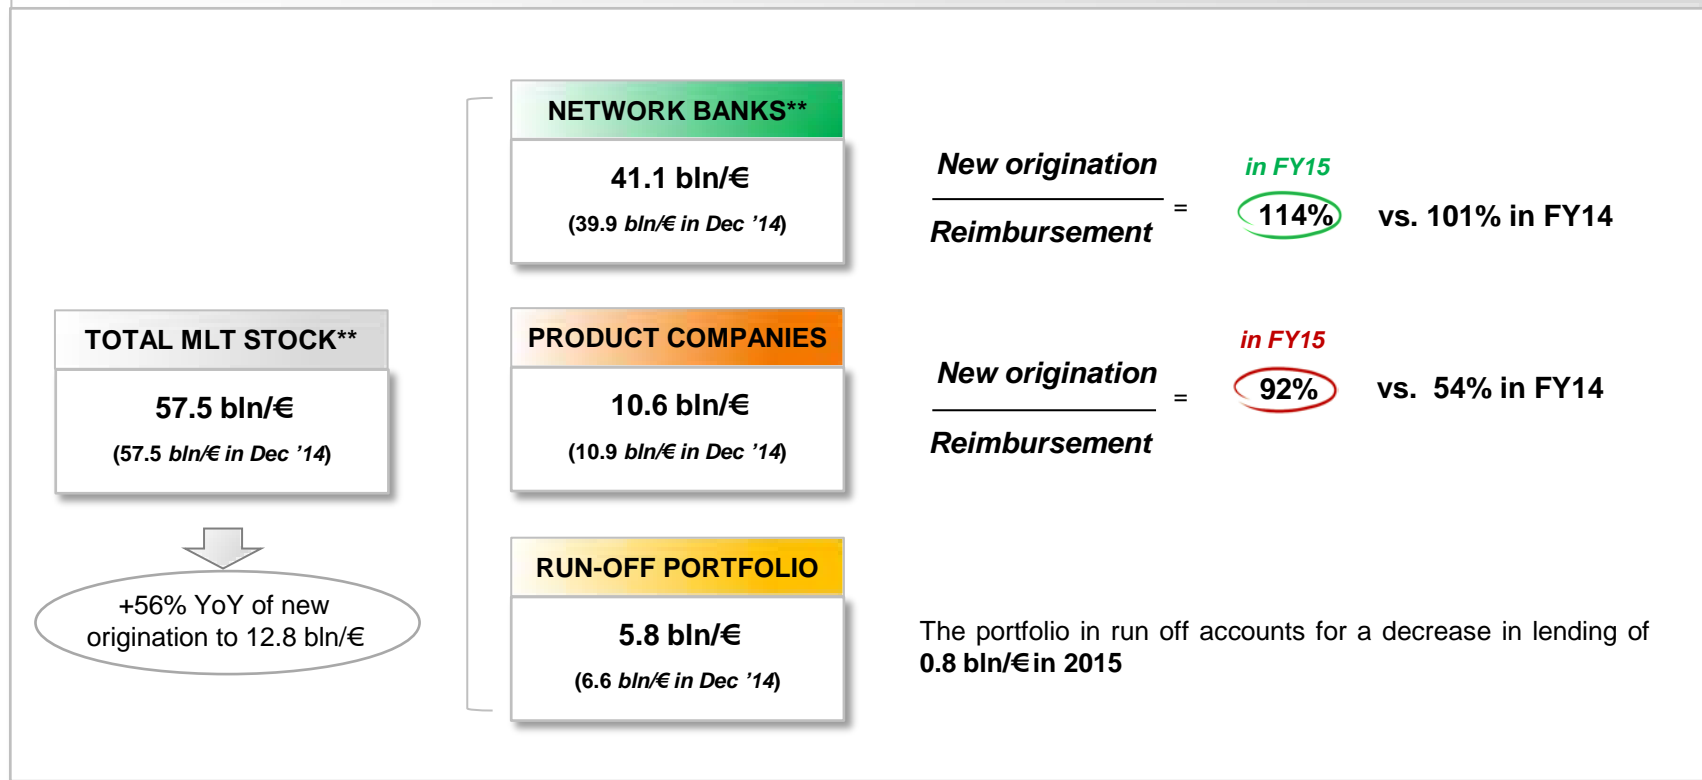 TOTAL MLT STOCK**
57.5 bln/€
(57.5 bln/€ in Dec ’14)
+56% YoY of new
origination to 12.8 bln/€
NETWORK BANKS**
41.1 bln/€
(39.9 bln/€ in Dec ’14)
New origination
Reimbursement
=
in FY15
114%
vs. 101% in FY14
PRODUCT COMPANIES
10.6 bln/€
(10.9 bln/€ in Dec ’14)
New origination
Reimbursement
=
in FY15
92%
vs. 54% in FY14
RUN-OFF PORTFOLIO
5.8 bln/€
(6.6 bln/€ in Dec ’14)
The portfolio in run off accounts for a decrease in lending of
0.8 bln/€ in 2015